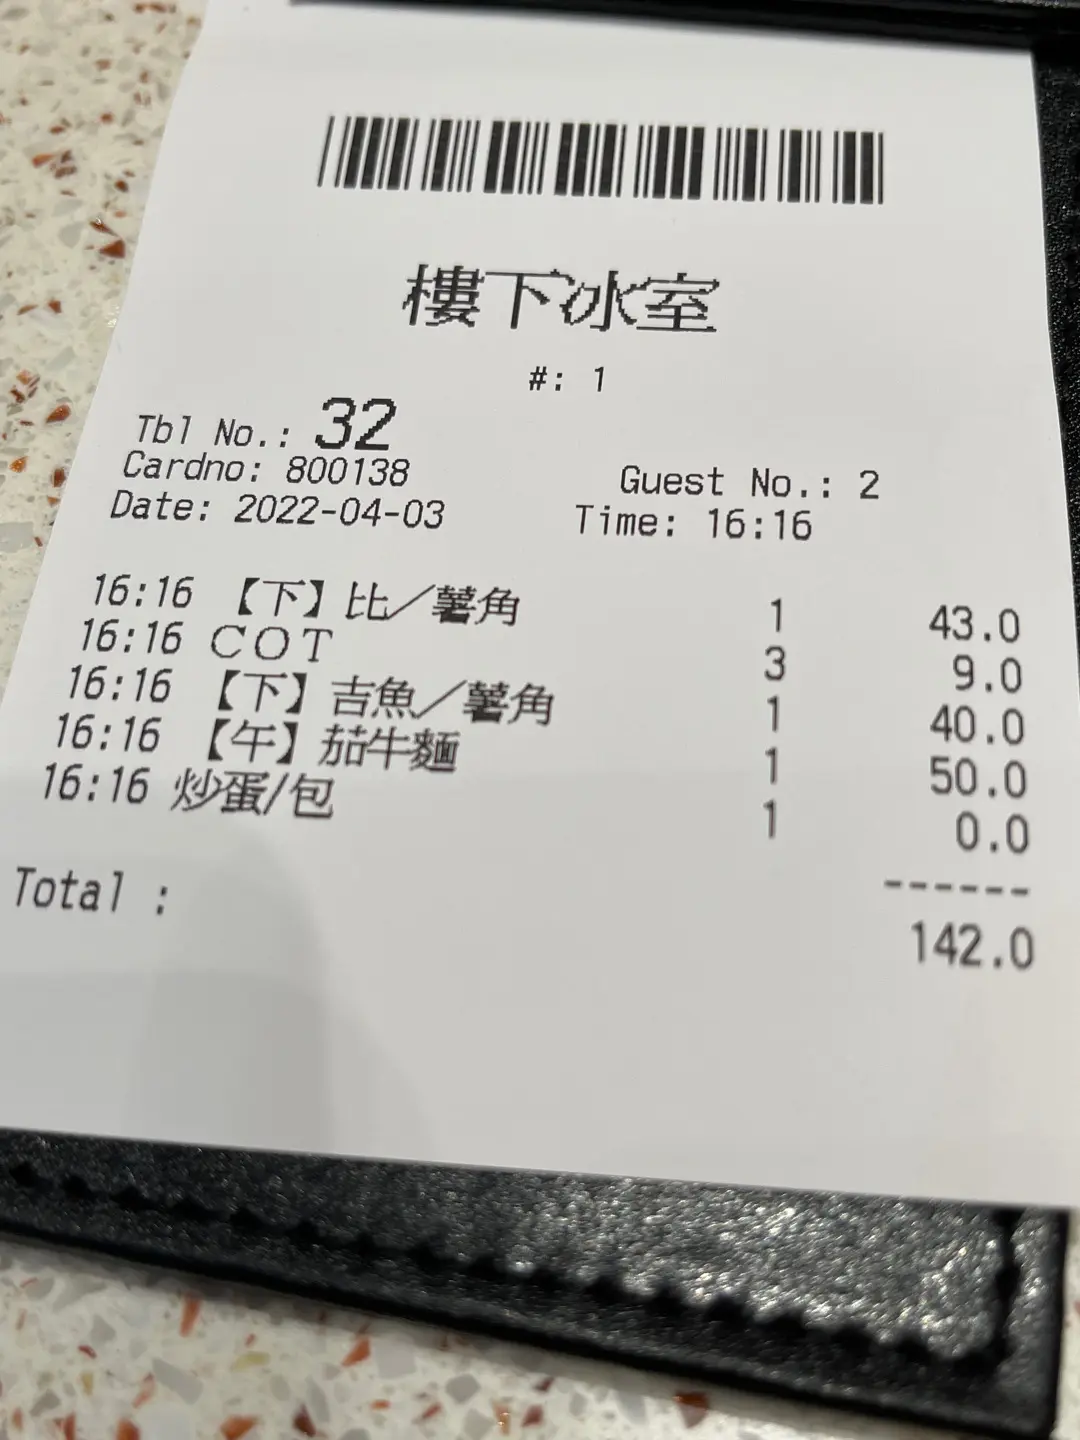 樓下冰室
#: 1
Tbl No.: 32
Cardno: 800138 Guest No.: 2
Date: 2022-04-03 Time: 16:16
16:16 【下】比／薯角 1 43.0
16:16 ＣＯＴ 3 9.0
16:16 【下】吉魚／薯角 1 40.0
16:16 【午】茄牛麵 1 50.0
16:16 炒蛋/包 1 0.0
------
Total : 142.0